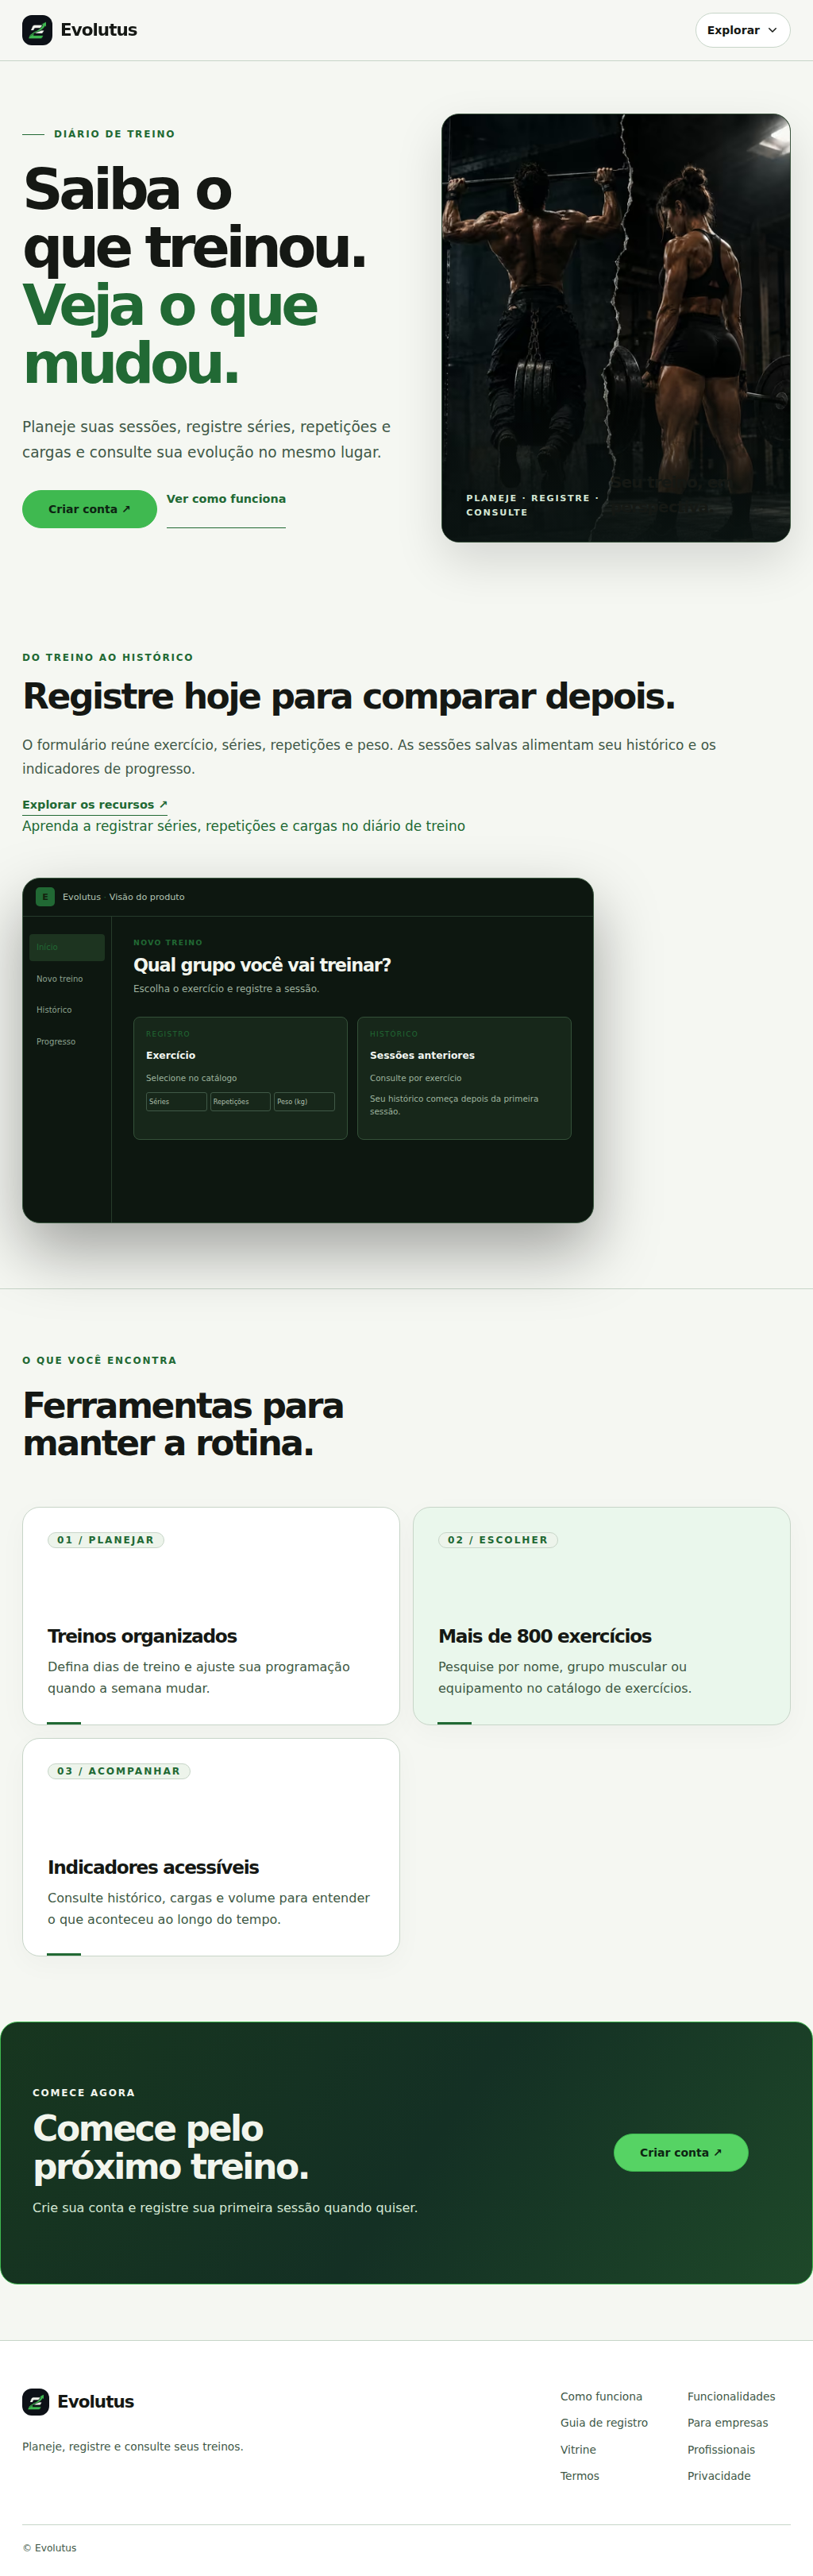 Evolutus
Explorar
DIÁRIO DE TREINO
Saiba o
que treinou.
Veja o que
mudou.
Planeje suas sessões, registre séries, repetições e
cargas e consulte sua evolução no mesmo lugar.
Criar conta ↗
Ver como funciona
PLANEJE · REGISTRE ·
CONSULTE
Seu treino, em
DO TREINO AO HISTÓRICO
Registre hoje para comparar depois.
O formulário reúne exercício, séries, repetições e peso. As sessões salvas alimentam seu histórico e os
indicadores de progresso.
Explorar os recursos ↗
Aprenda a registrar séries, repetições e cargas no diário de treino
E
Evolutus · Visão do produto
Início
Novo treino
Histórico
Progresso
NOVO TREINO
Qual grupo você vai treinar?
Escolha o exercício e registre a sessão.
REGISTRO
Exercício
Selecione no catálogo
Séries
Repetições
Peso (kg)
HISTÓRICO
Sessões anteriores
Consulte por exercício
Seu histórico começa depois da primeira
sessão.
O QUE VOCÊ ENCONTRA
Ferramentas para
manter a rotina.
01 / PLANEJAR
Treinos organizados
Defina dias de treino e ajuste sua programação
quando a semana mudar.
02 / ESCOLHER
Mais de 800 exercícios
Pesquise por nome, grupo muscular ou
equipamento no catálogo de exercícios.
03 / ACOMPANHAR
Indicadores acessíveis
Consulte histórico, cargas e volume para entender
o que aconteceu ao longo do tempo.
COMECE AGORA
Comece pelo
próximo treino.
Crie sua conta e registre sua primeira sessão quando quiser.
Criar conta ↗
Evolutus
Planeje, registre e consulte seus treinos.
Como funciona
Funcionalidades
Guia de registro
Para empresas
Vitrine
Profissionais
Termos
Privacidade
© Evolutus